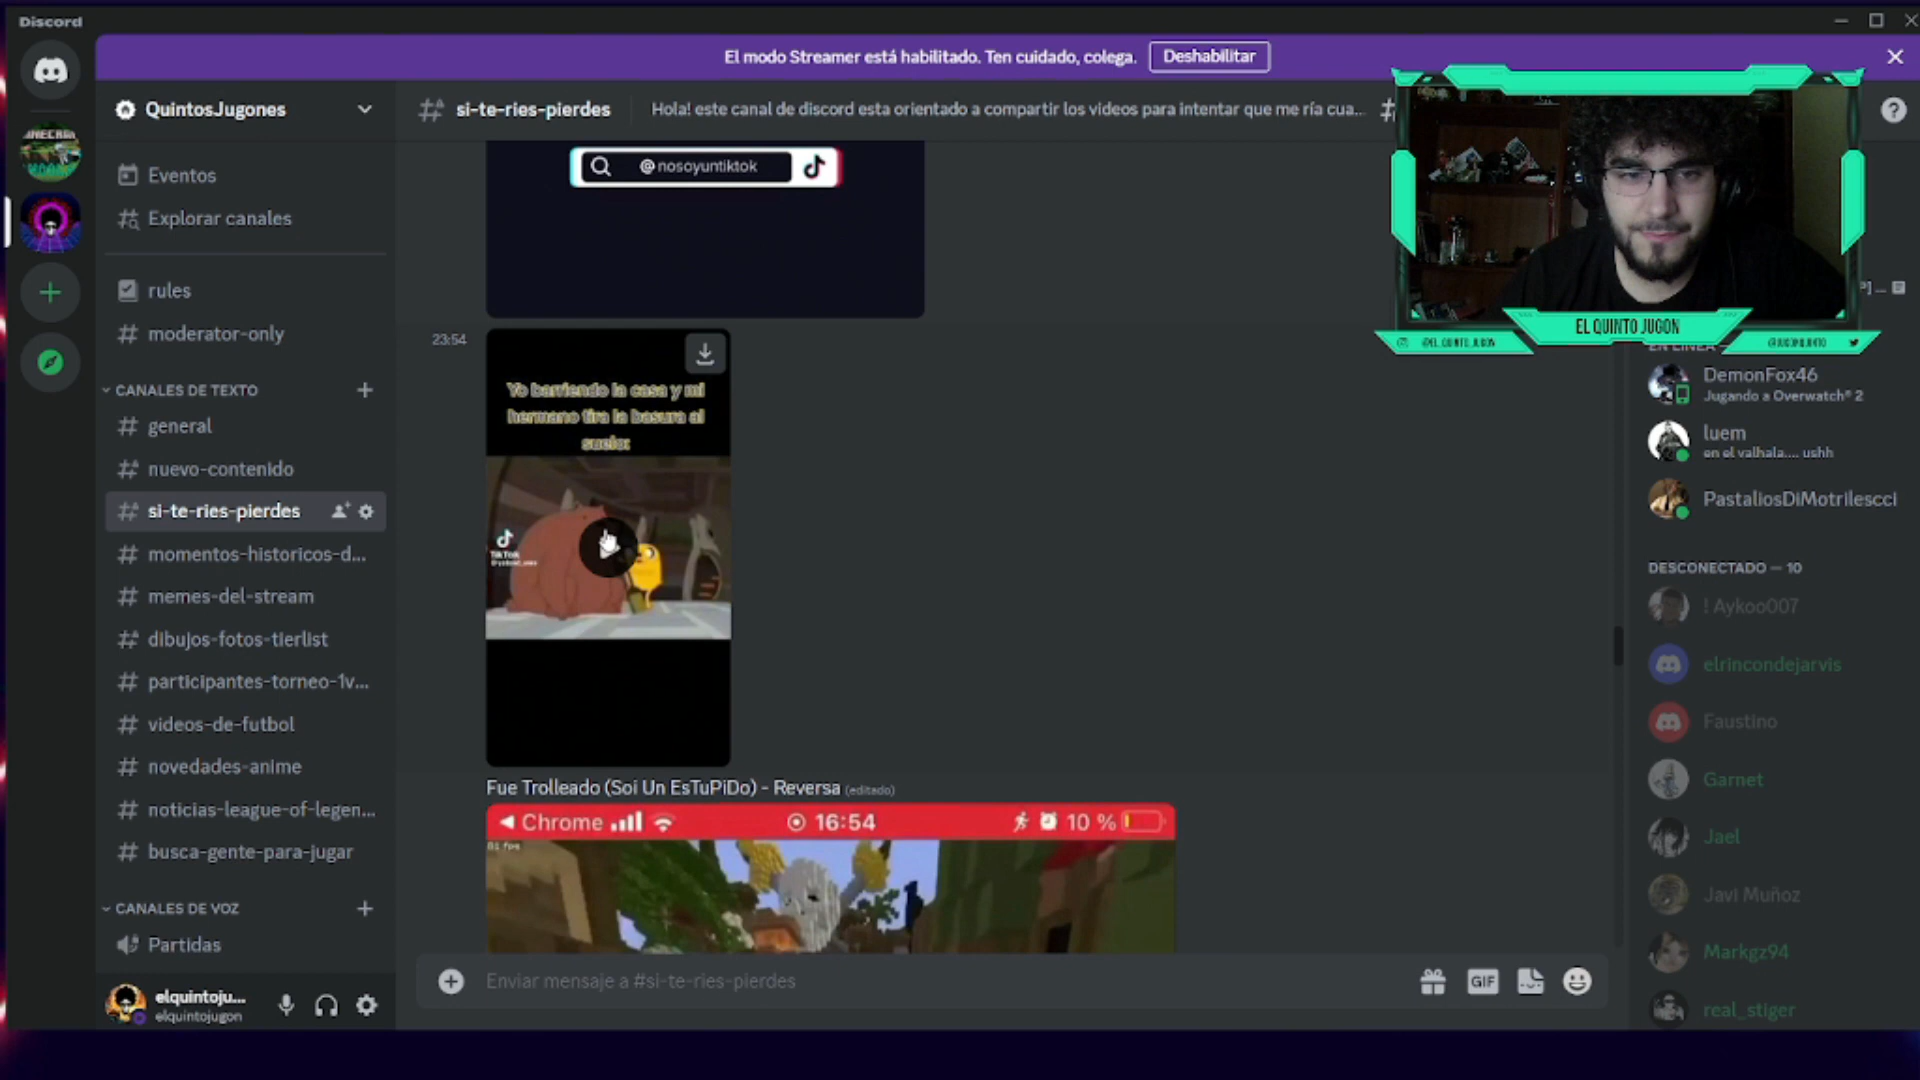 Discord
El modo Streamer está habilitado. Ten cuidado, colega.
Deshabilitar
QuintosJugones
si-te-ries-pierdes
Hola! este canal de discord esta orientado a compartir los videos para intentar que me ría cua...
Eventos
Explorar canales
rules
moderator-only
CANALES DE TEXTO
general
nuevo-contenido
si-te-ries-pierdes
momentos-historicos-d...
memes-del-stream
dibujos-fotos-tierlist
participantes-torneo-1v...
videos-de-futbol
novedades-anime
noticias-league-of-legen...
busca-gente-para-jugar
CANALES DE VOZ
Partidas
elquintoju...
elquintojugon
@nosoyuntiktok
23:54
Yo barriendo la casa y mi
hermano tira la basura al
suelo:
TikTok
Fue Trolleado (Soi Un EsTuPiDo) - Reversa (editado)
Chrome
16:54
10 %
81 fps
Enviar mensaje a #si-te-ries-pierdes
GIF
EL QUINTO JUGON
@EL_QUINTO_JUGON
@JUGONQUINTO
EN LÍNEA —
DemonFox46
Jugando a Overwatch® 2
luem
en el valhala.... ushh
PastaliosDiMotrilescci
DESCONECTADO — 10
! Aykoo007
elrincondejarvis
Faustino
Garnet
Jael
Javi Muñoz
Markgz94
real_stiger